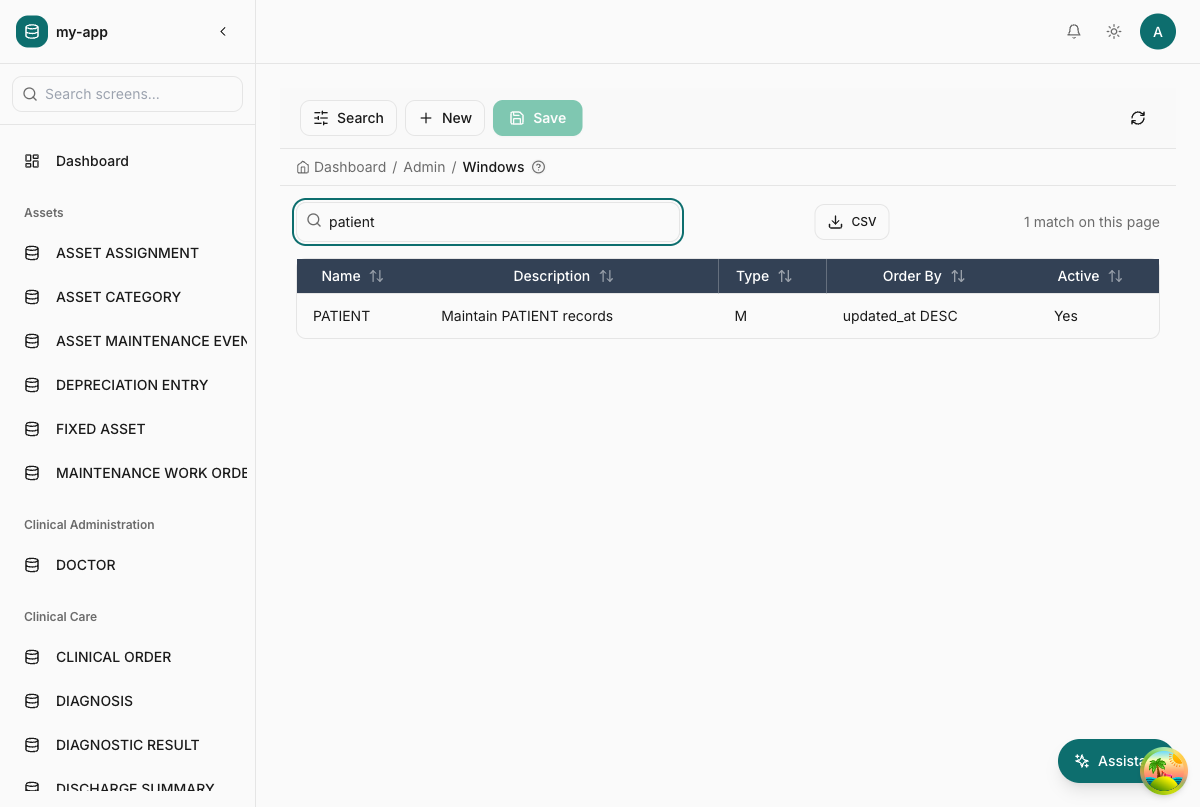 my-app
A
Search screens...
Search
New
Save
Dashboard
Dashboard / Admin / Windows
Assets
patient
CSV
1 match on this page
ASSET ASSIGNMENT
Name
Description
Type
Order By
Active
ASSET CATEGORY
PATIENT
Maintain PATIENT records
M
updated_at DESC
Yes
ASSET MAINTENANCE EVEN
DEPRECIATION ENTRY
FIXED ASSET
MAINTENANCE WORK ORDE
Clinical Administration
DOCTOR
Clinical Care
CLINICAL ORDER
DIAGNOSIS
DIAGNOSTIC RESULT
Assista
DISCHARGE SUMMARY